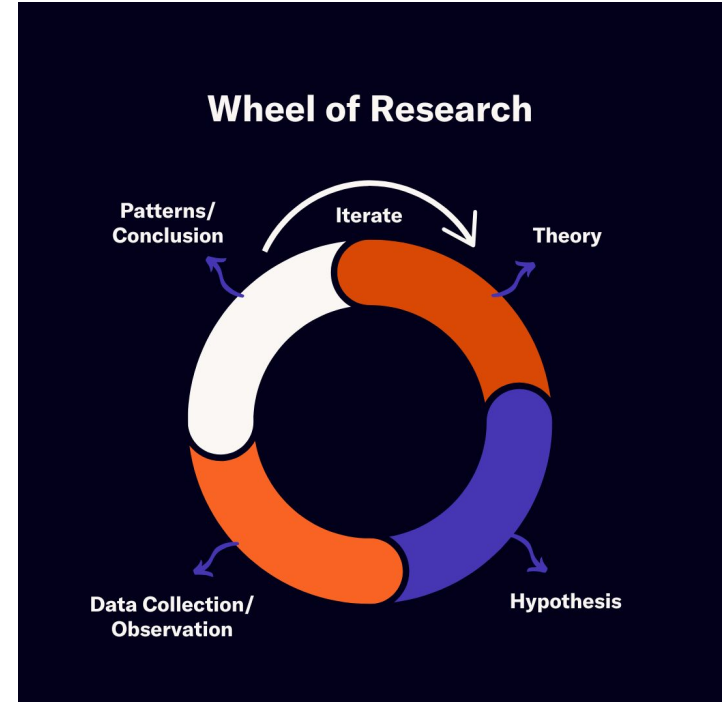 Wheel of Research
Patterns/
Conclusion
Iterate
Theory
Data Collection/
Observation
Hypothesis